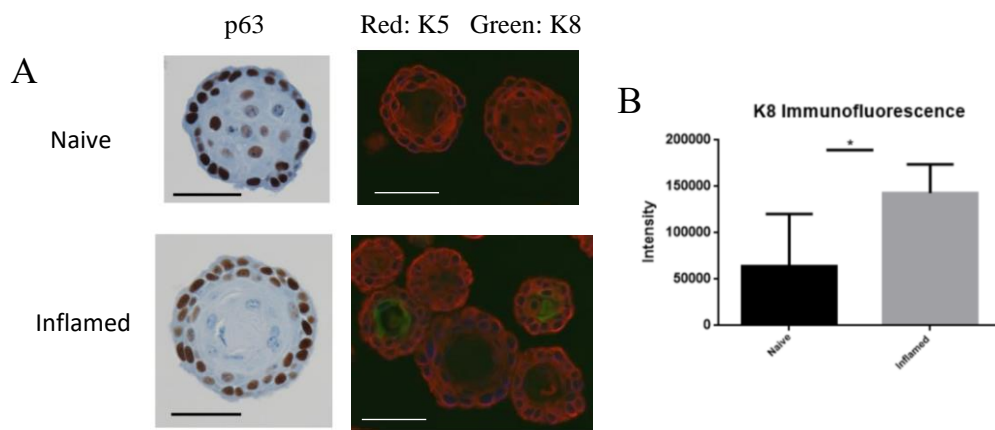 p63
Red: K5 Green: K8
A
Naive
Inflamed
B
K8 Immunofluorescence
*
200000
150000
100000
50000
0
Intensity
Naive
Inflamed